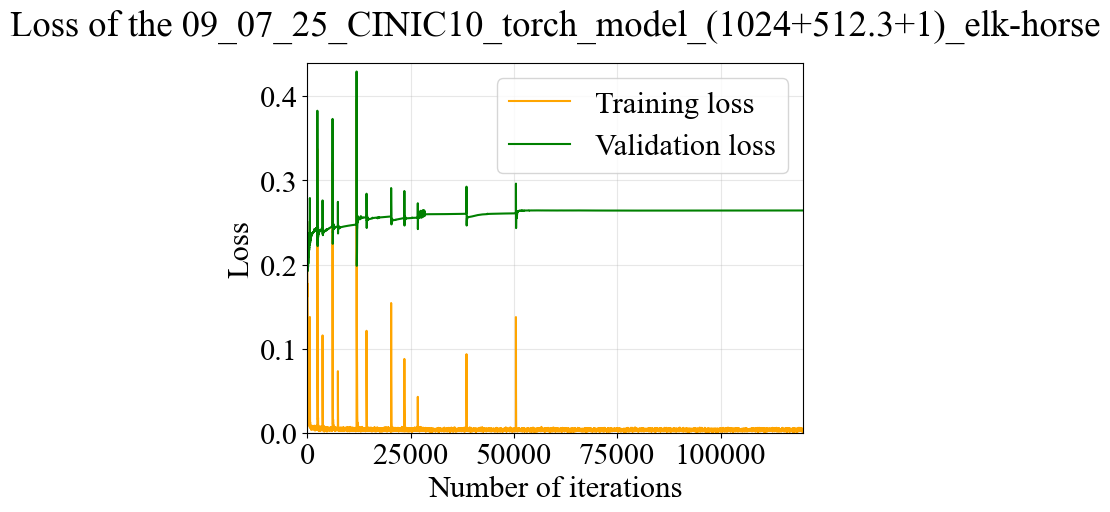 Loss of the 09_07_25_CINIC10_torch_model_(1024+512.3+1)_elk-horse
Training loss
Validation loss
0.4
0.3
0.2
0.1
0.0
Loss
0 25000 50000 75000 100000
Number of iterations